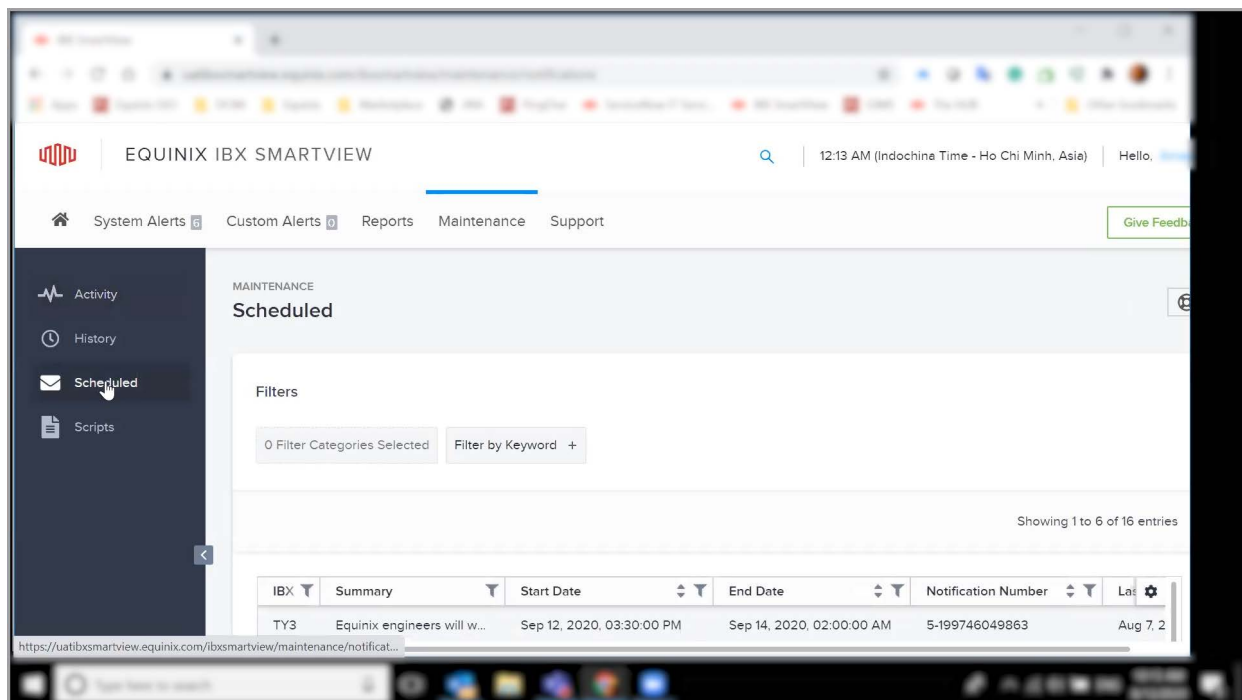 EQUINIX IBX SMARTVIEW
12:13 AM (Indochina Time - Ho Chi Minh, Asia)
Hello,
System Alerts 6
Custom Alerts 0
Reports
Maintenance
Support
Give Feedba
Activity
History
Scheduled
Scripts
MAINTENANCE
Scheduled
Filters
0 Filter Categories Selected
Filter by Keyword +
Showing 1 to 6 of 16 entries
IBX Summary Start Date End Date Notification Number Las
TY3 Equinix engineers will w... Sep 12, 2020, 03:30:00 PM Sep 14, 2020, 02:00:00 AM 5-199746049863 Aug 7, 2
https://uatibxsmartview.equinix.com/ibxsmartview/maintenance/notificat...